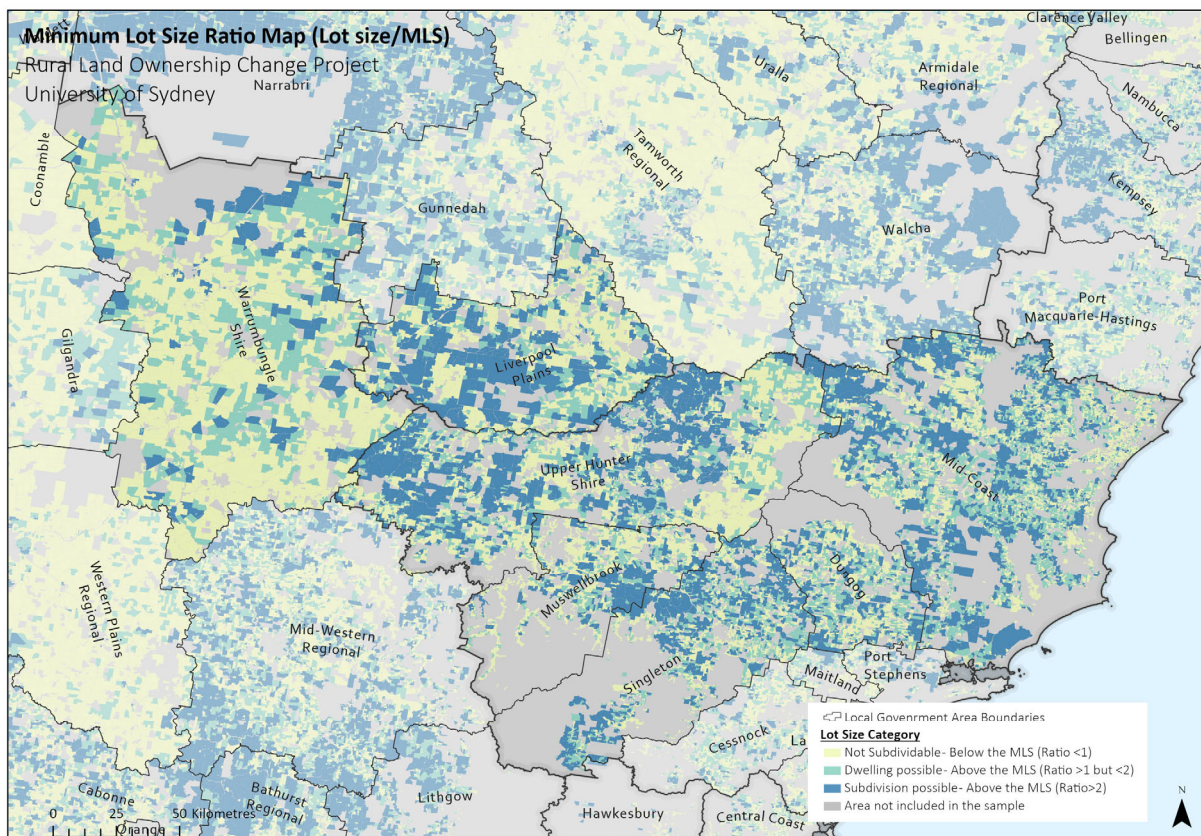 Minimum Lot Size Ratio Map (Lot size/MLS)
Rural Land Ownership Change Project
University of Sydney
Narrabri
Clarence Valley
Bellingen
Uralla
Armidale
Regional
Nambucca
Coonamble
Tamworth
Regional
Gunnedah
Kempsey
Walcha
Port
Macquarie-Hastings
Gilgandra
Warrumbungle
Shire
Liverpool
Plains
Upper Hunter
Shire
Mid-Coast
Western Plains
Regional
Muswellbrook
Dungog
Mid-Western
Regional
Singleton
Port
Stephens
Maitland
Cessnock
La
Cabonne
Bathurst
Regional
Lithgow
Hawkesbury
Central Coast
Orange
0 25 50 Kilometres
Local Govenrment Area Boundaries
Lot Size Category
Not Subdividable- Below the MLS (Ratio <1)
Dwelling possible- Above the MLS (Ratio >1 but <2)
Subdivision possible- Above the MLS (Ratio>2)
Area not included in the sample
N